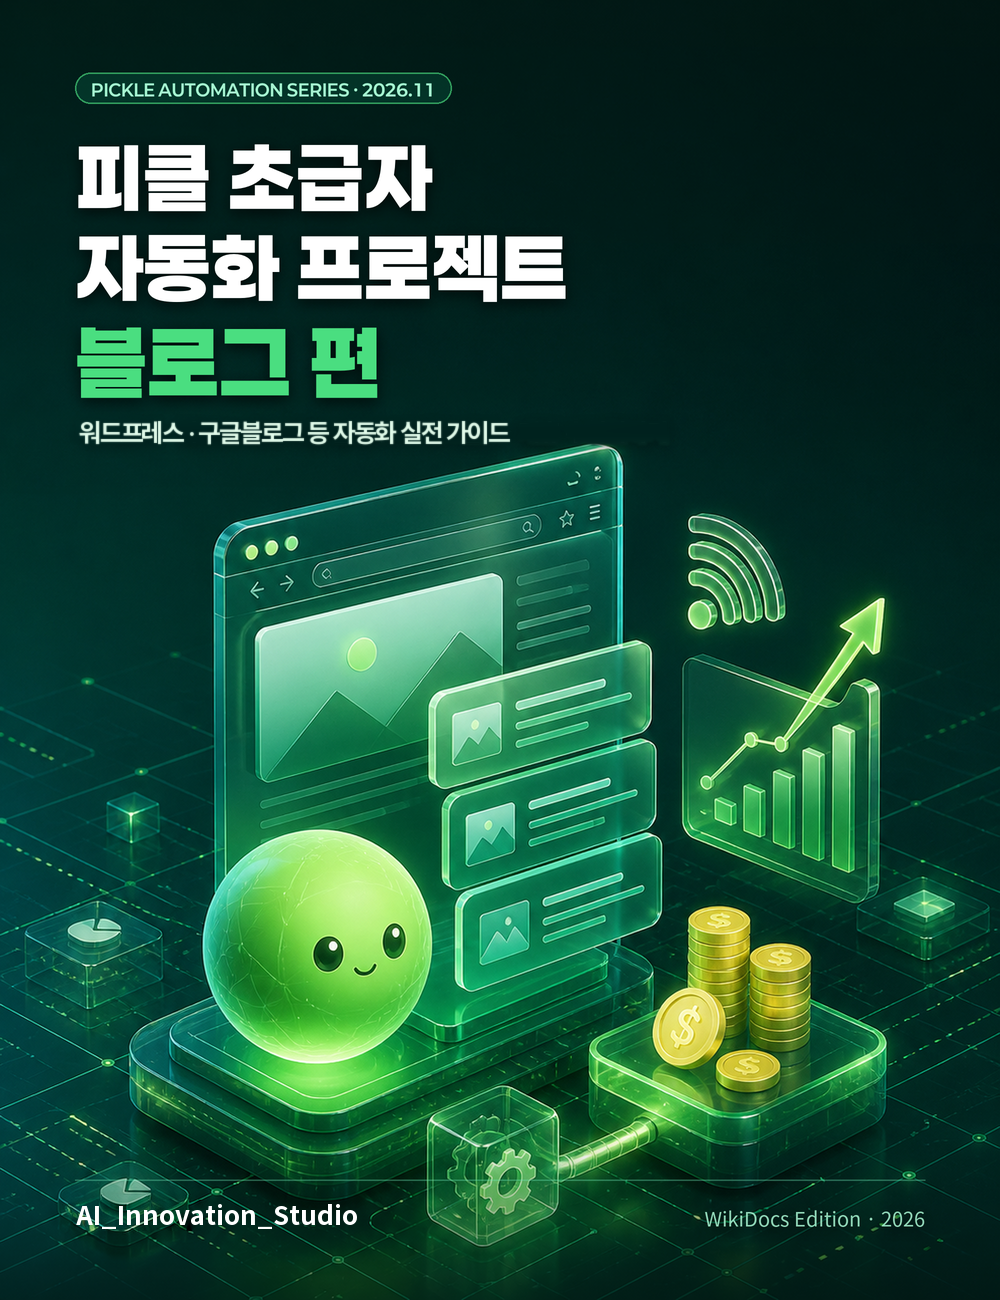 PICKLE AUTOMATION SERIES · 2026.11
피클 초급자
자동화 프로젝트
블로그 편
워드프레스 · 구글블로그 등 자동화 실전 가이드
$
$
$
$
AI_Innovation_Studio
WikiDocs Edition · 2026